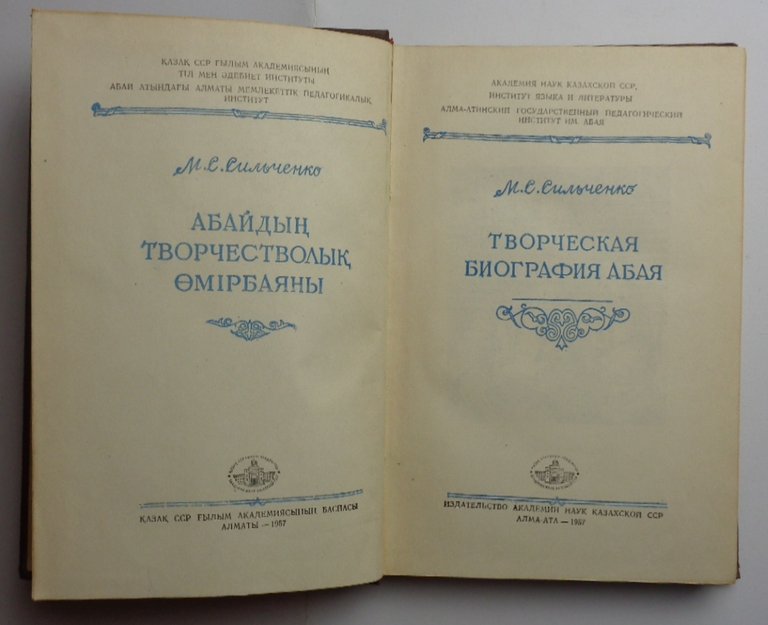 ҚАЗАҚ ССР ҒЫЛЫМ АКАДЕМИЯСЫНЫҢ
ТІЛ МЕН ӘДЕБИЕТ ИНСТИТУТЫ
АБАЙ АТЫНДАҒЫ АЛМАТЫ МЕМЛЕКЕТТІК ПЕДАГОГИКАЛЫҚ
ИНСТИТУТ
М.С.Сильченко
АБАЙДЫҢ
ТВОРЧЕСТВОЛЫҚ
ӨМІРБАЯНЫ
ҚАЗАҚ ССР ҒЫЛЫМ АКАДЕМИЯСЫНЫҢ БАСПАСЫ
АЛМАТЫ — 1957
АКАДЕМИЯ НАУК КАЗАХСКОЙ ССР,
ИНСТИТУТ ЯЗЫКА И ЛИТЕРАТУРЫ
АЛМА-АТИНСКИЙ ГОСУДАРСТВЕННЫЙ ПЕДАГОГИЧЕСКИЙ
ИНСТИТУТ ИМ. АБАЯ
М.С.Сильченко
ТВОРЧЕСКАЯ
БИОГРАФИЯ АБАЯ
ИЗДАТЕЛЬСТВО АКАДЕМИИ НАУК КАЗАХСКОЙ ССР
АЛМА-АТА — 1957